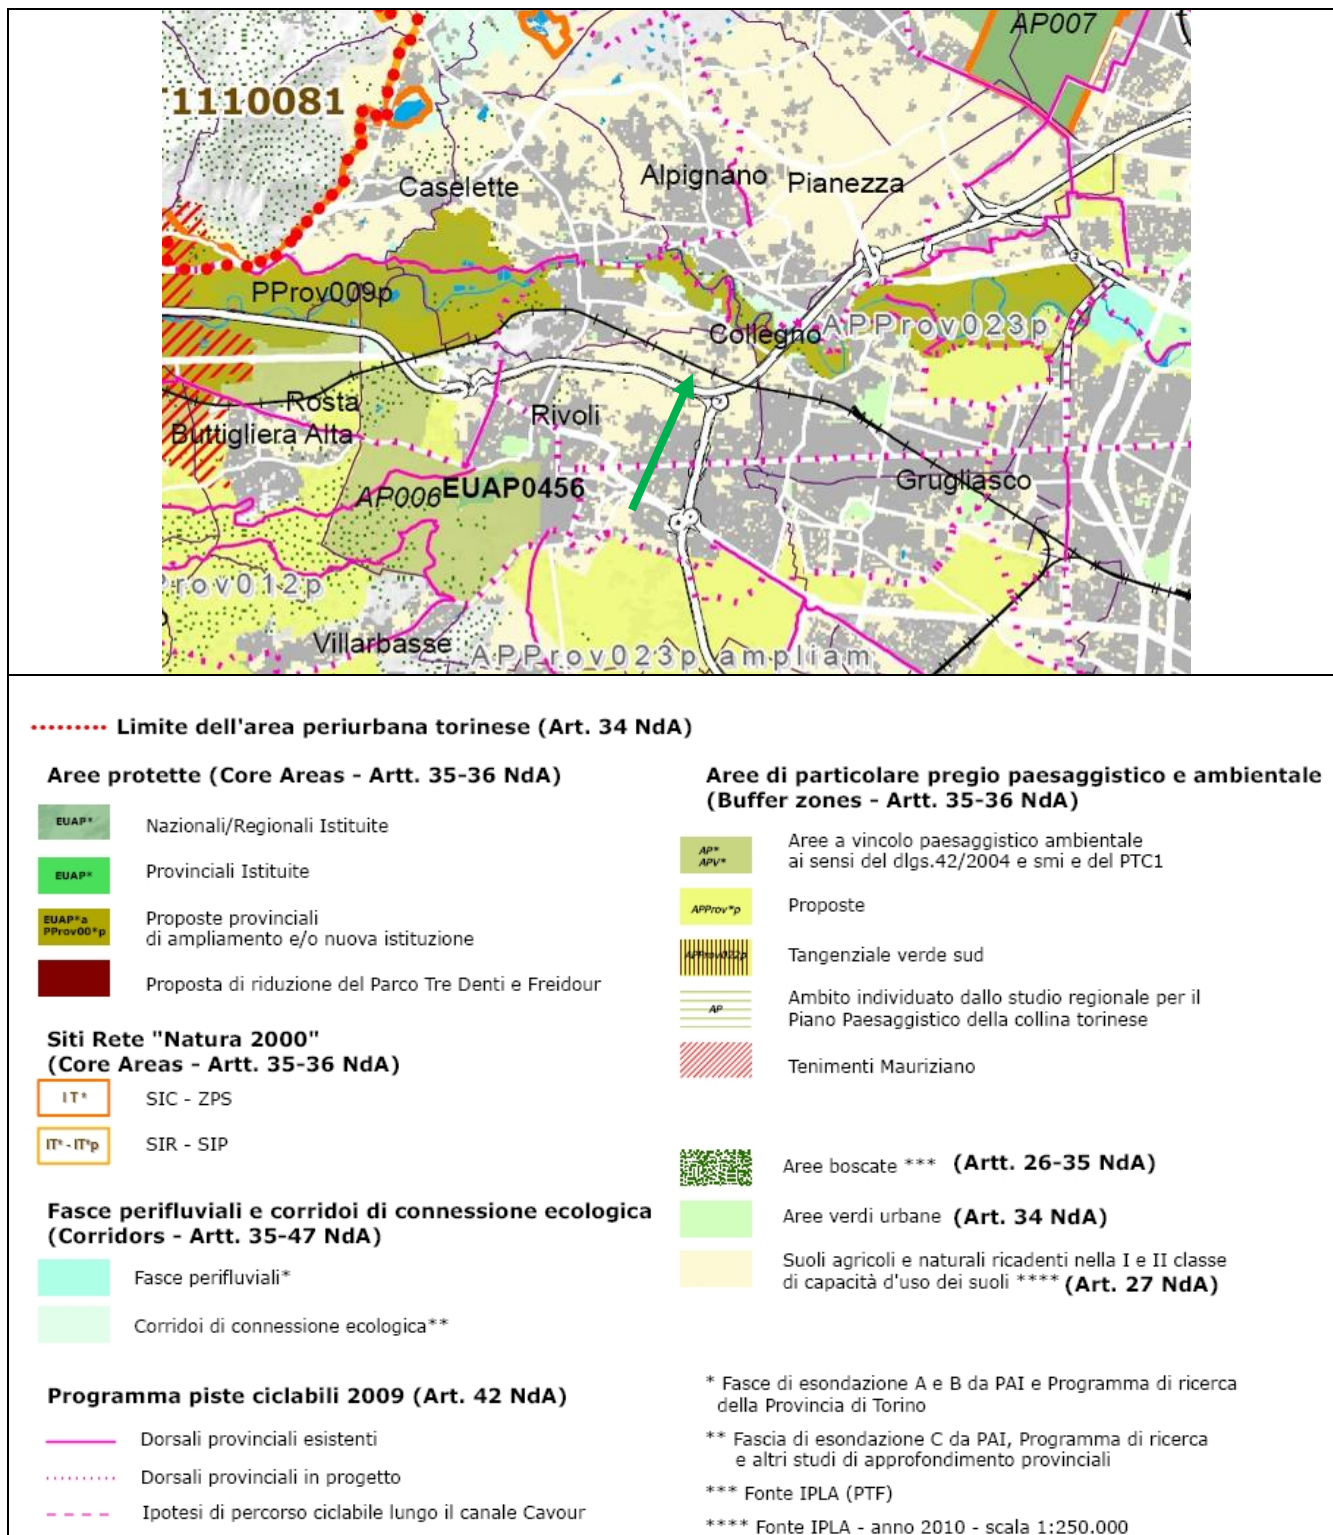 AP007
1110081
Caselette
Alpignano
Pianezza
PProv009p
Collegno
APProv023p
Rosta
Rivoli
Buttigliera Alta
AP006
EUAP0456
Grugliasco
rov012p
Villarbasse
APProv023p ampliam
Limite dell'area periurbana torinese (Art. 34 NdA)
Aree protette (Core Areas - Artt. 35-36 NdA)
EUAP*
Nazionali/Regionali Istituite
EUAP*
Provinciali Istituite
EUAP*a
PProv00*p
Proposte provinciali
di ampliamento e/o nuova istituzione
Proposta di riduzione del Parco Tre Denti e Freidour
Siti Rete "Natura 2000"
(Core Areas - Artt. 35-36 NdA)
IT*
SIC - ZPS
IT* - IT*p
SIR - SIP
Fasce perifluviali e corridoi di connessione ecologica
(Corridors - Artt. 35-47 NdA)
Fasce perifluviali*
Corridoi di connessione ecologica**
Programma piste ciclabili 2009 (Art. 42 NdA)
Dorsali provinciali esistenti
Dorsali provinciali in progetto
Ipotesi di percorso ciclabile lungo il canale Cavour
Aree di particolare pregio paesaggistico e ambientale
(Buffer zones - Artt. 35-36 NdA)
AP*
APV*
Aree a vincolo paesaggistico ambientale
ai sensi del dlgs.42/2004 e smi e del PTC1
APProv*p
Proposte
APProv022p
Tangenziale verde sud
AP
Ambito individuato dallo studio regionale per il
Piano Paesaggistico della collina torinese
Tenimenti Mauriziano
Aree boscate *** (Artt. 26-35 NdA)
Aree verdi urbane (Art. 34 NdA)
Suoli agricoli e naturali ricadenti nella I e II classe
di capacità d'uso dei suoli **** (Art. 27 NdA)
* Fasce di esondazione A e B da PAI e Programma di ricerca
della Provincia di Torino
** Fascia di esondazione C da PAI, Programma di ricerca
e altri studi di approfondimento provinciali
*** Fonte IPLA (PTF)
**** Fonte IPLA - anno 2010 - scala 1:250.000